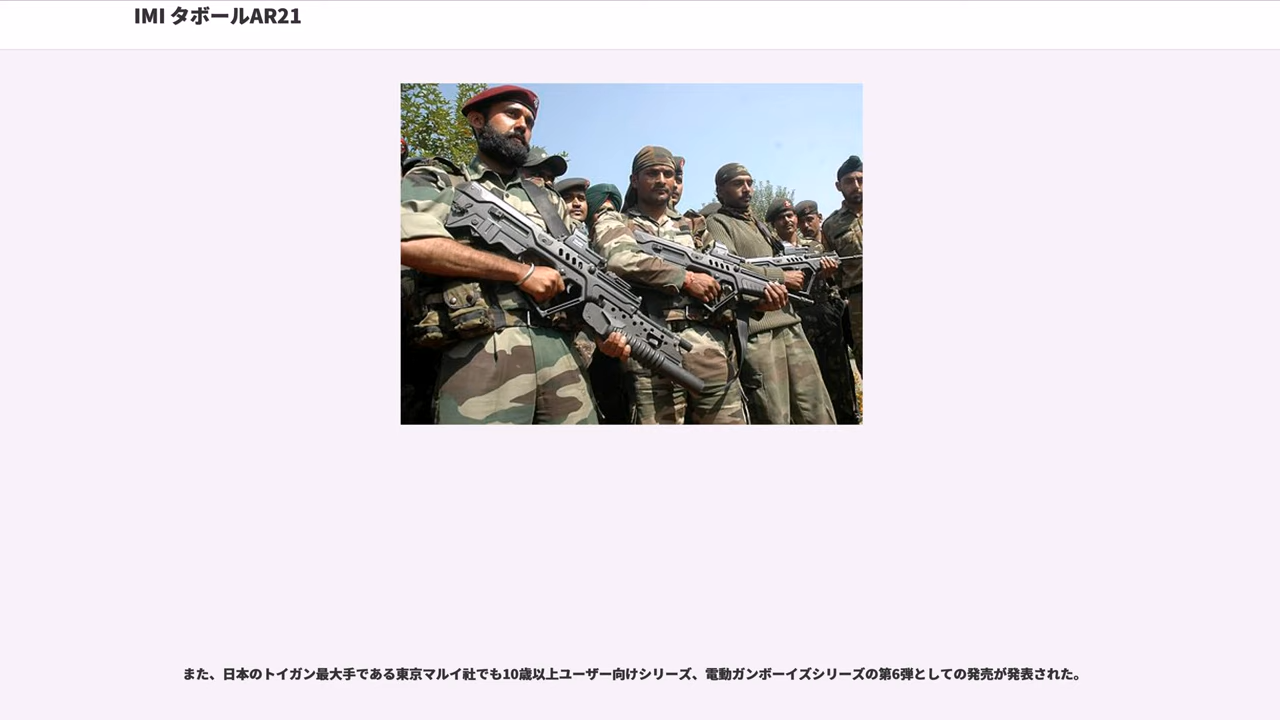 IMI タボールAR21
また、日本のトイガン最大手である東京マルイ社でも10歳以上ユーザー向けシリーズ、電動ガンボーイズシリーズの第6弾としての発売が発表された。